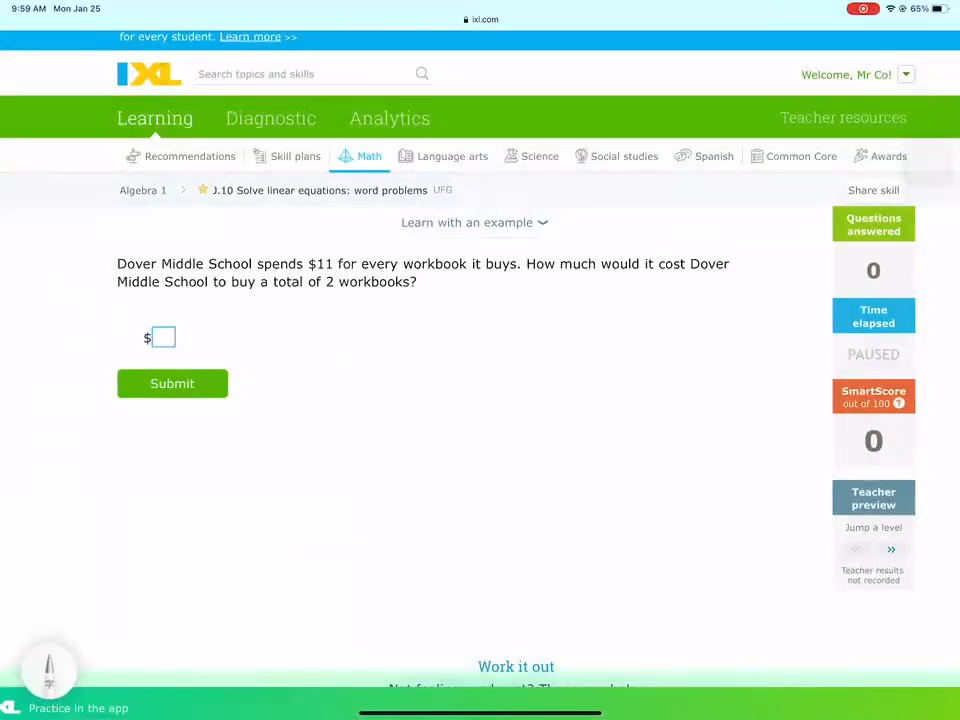 9:59 AM Mon Jan 25
65%
ixl.com
for every student. Learn more >>
IXL
Search topics and skills
Welcome, Mr Co!
Learning Diagnostic Analytics Teacher resources
Recommendations Skill plans Math Language arts Science Social studies Spanish Common Core Awards
Algebra 1 > J.10 Solve linear equations: word problems UFG
Share skill
Learn with an example
Questions
answered
0
Dover Middle School spends $11 for every workbook it buys. How much would it cost Dover
Middle School to buy a total of 2 workbooks?
$
Submit
Time
elapsed
PAUSED
SmartScore
out of 100 ?
0
Teacher
preview
Jump a level
<< >>
Teacher results
not recorded
Work it out
Practice in the app